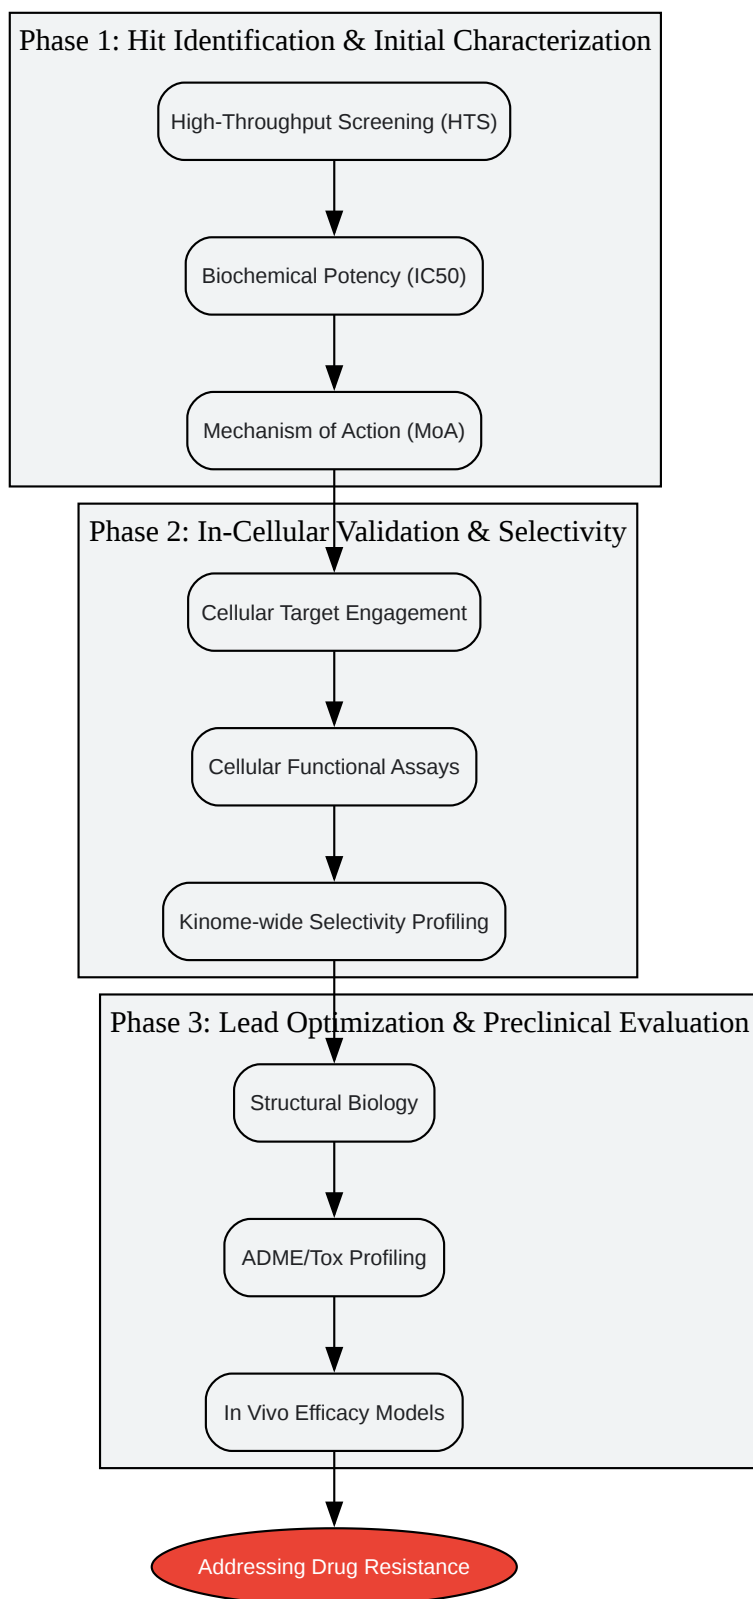 Phase 1: Hit Identification & Initial Characterization
High-Throughput Screening (HTS)
Biochemical Potency (IC50)
Mechanism of Action (MoA)
Phase 2: In-Cellular Validation & Selectivity
Cellular Target Engagement
Cellular Functional Assays
Kinome-wide Selectivity Profiling
Phase 3: Lead Optimization & Preclinical Evaluation
Structural Biology
ADME/Tox Profiling
In Vivo Efficacy Models
Addressing Drug Resistance